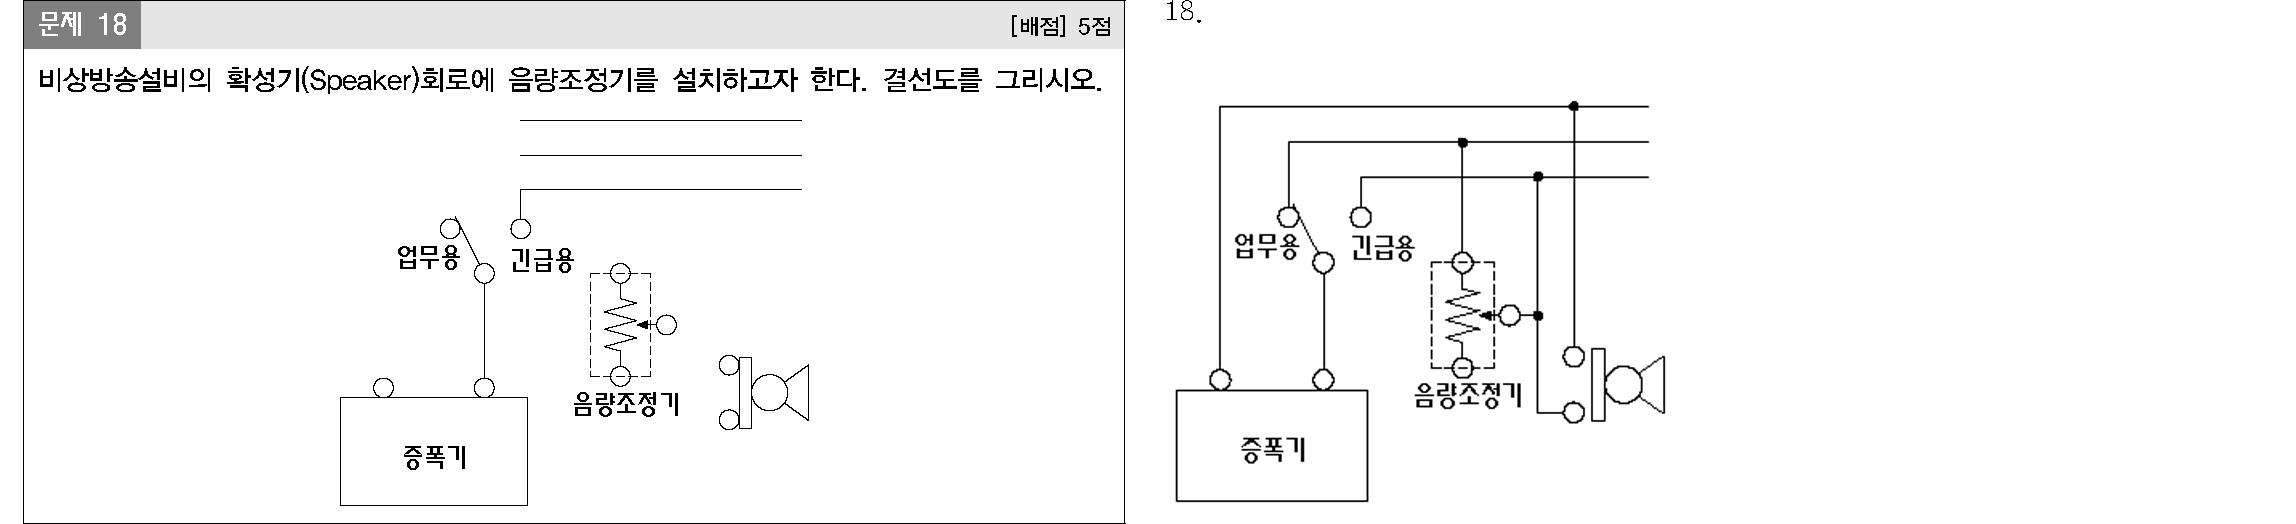 문제 18
[배점] 5점
비상방송설비의 확성기(Speaker)회로에 음량조정기를 설치하고자 한다. 결선도를 그리시오.
업무용
긴급용
음량조정기
증폭기
18.
업무용
긴급용
음량조정기
증폭기